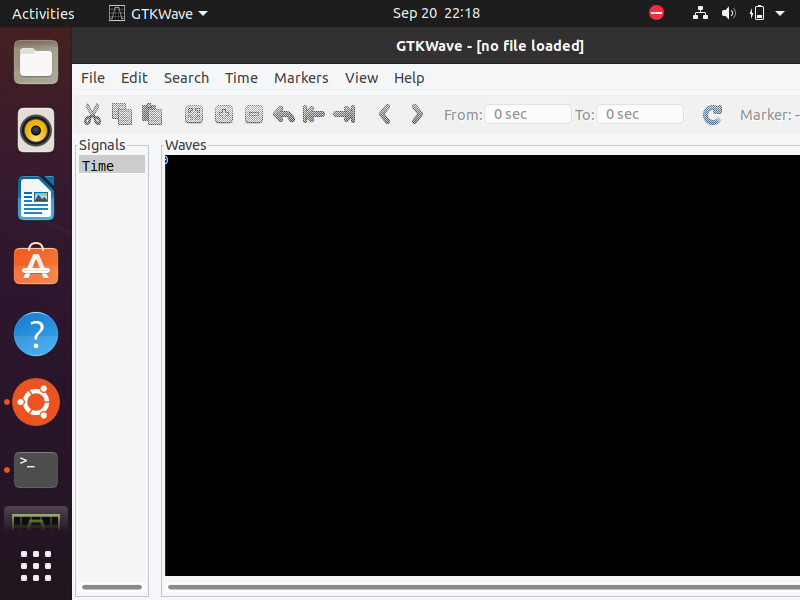 Activities GTKWave Sep 20 22:18
GTKWave - [no file loaded]
File Edit Search Time Markers View Help
From: 0 sec To: 0 sec Marker: -
Signals Waves
Time 0